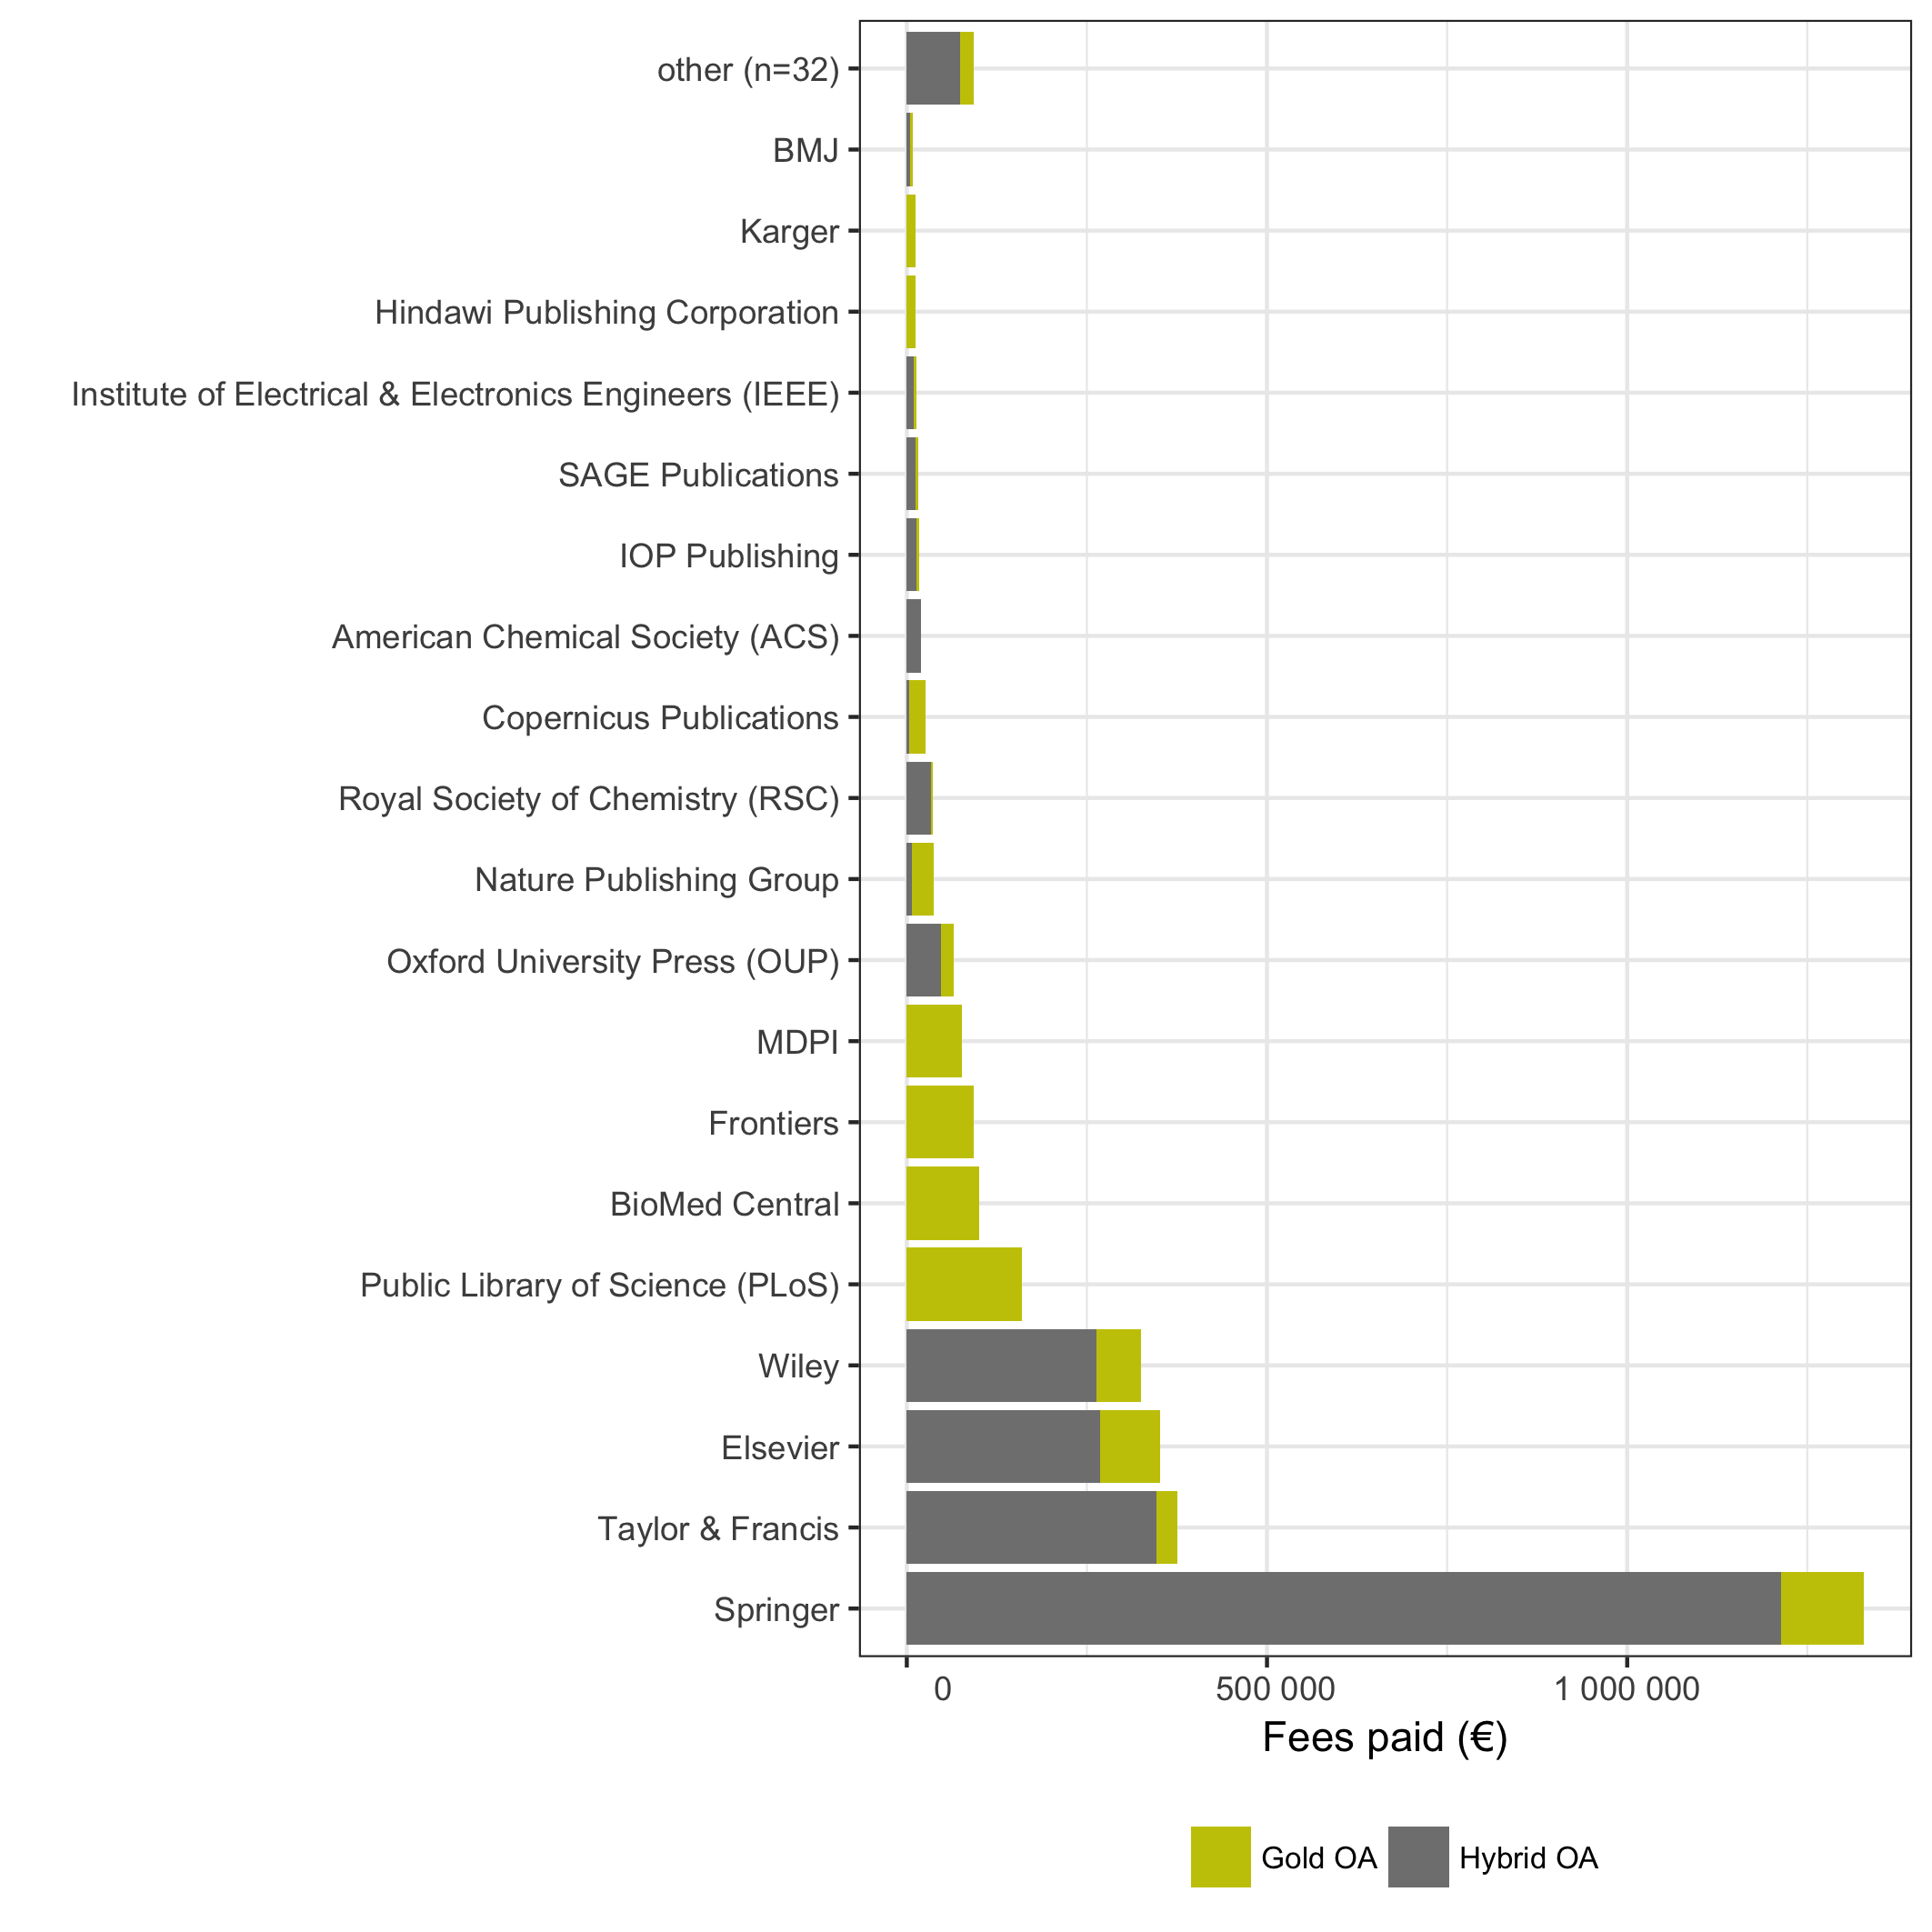 other (n=32)
BMJ
Karger
Hindawi Publishing Corporation
Institute of Electrical & Electronics Engineers (IEEE)
SAGE Publications
IOP Publishing
American Chemical Society (ACS)
Copernicus Publications
Royal Society of Chemistry (RSC)
Nature Publishing Group
Oxford University Press (OUP)
MDPI
Frontiers
BioMed Central
Public Library of Science (PLoS)
Wiley
Elsevier
Taylor & Francis
Springer
0 500 000 1 000 000
Fees paid (€)
Gold OA Hybrid OA